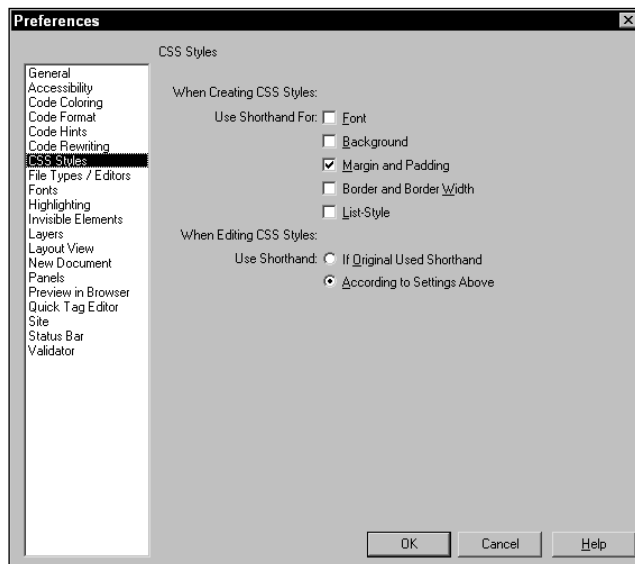 Preferences
CSS Styles
General
Accessibility
Code Coloring
Code Format
Code Hints
Code Rewriting
CSS Styles
File Types / Editors
Fonts
Highlighting
Invisible Elements
Layers
Layout View
New Document
Panels
Preview in Browser
Quick Tag Editor
Site
Status Bar
Validator
When Creating CSS Styles:
Use Shorthand For: Font
Background
Margin and Padding
Border and Border Width
List-Style
When Editing CSS Styles:
Use Shorthand: If Original Used Shorthand
According to Settings Above
OK Cancel Help